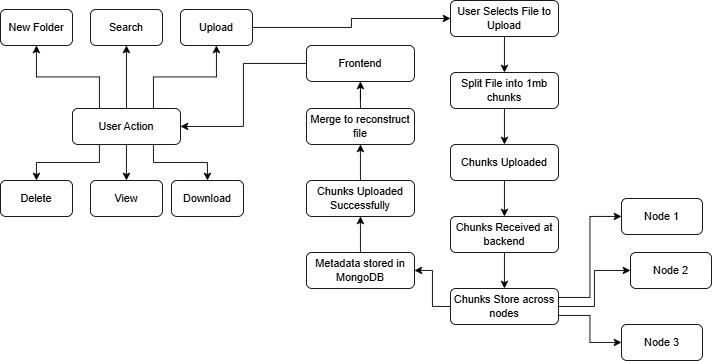 New Folder
Search
Upload
User Selects File to
Upload
Frontend
Split File into 1mb
chunks
User Action
Merge to reconstruct
file
Chunks Uploaded
Delete
View
Download
Chunks Uploaded
Successfully
Chunks Received at
backend
Node 1
Metadata stored in
MongoDB
Node 2
Chunks Store across
nodes
Node 3